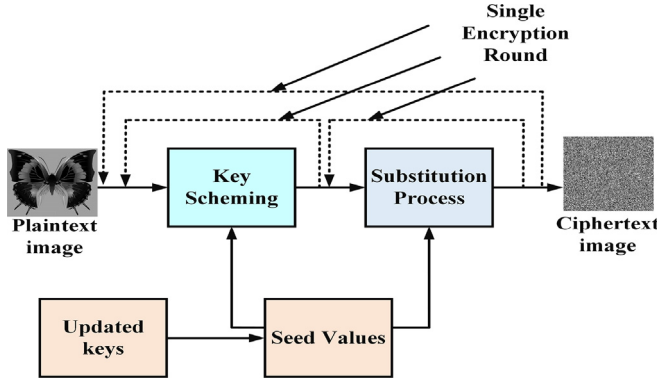 Single
Encryption
Round
Key
Scheming
Substitution
Process
Plaintext
image
Ciphertext
image
Updated
keys
Seed Values